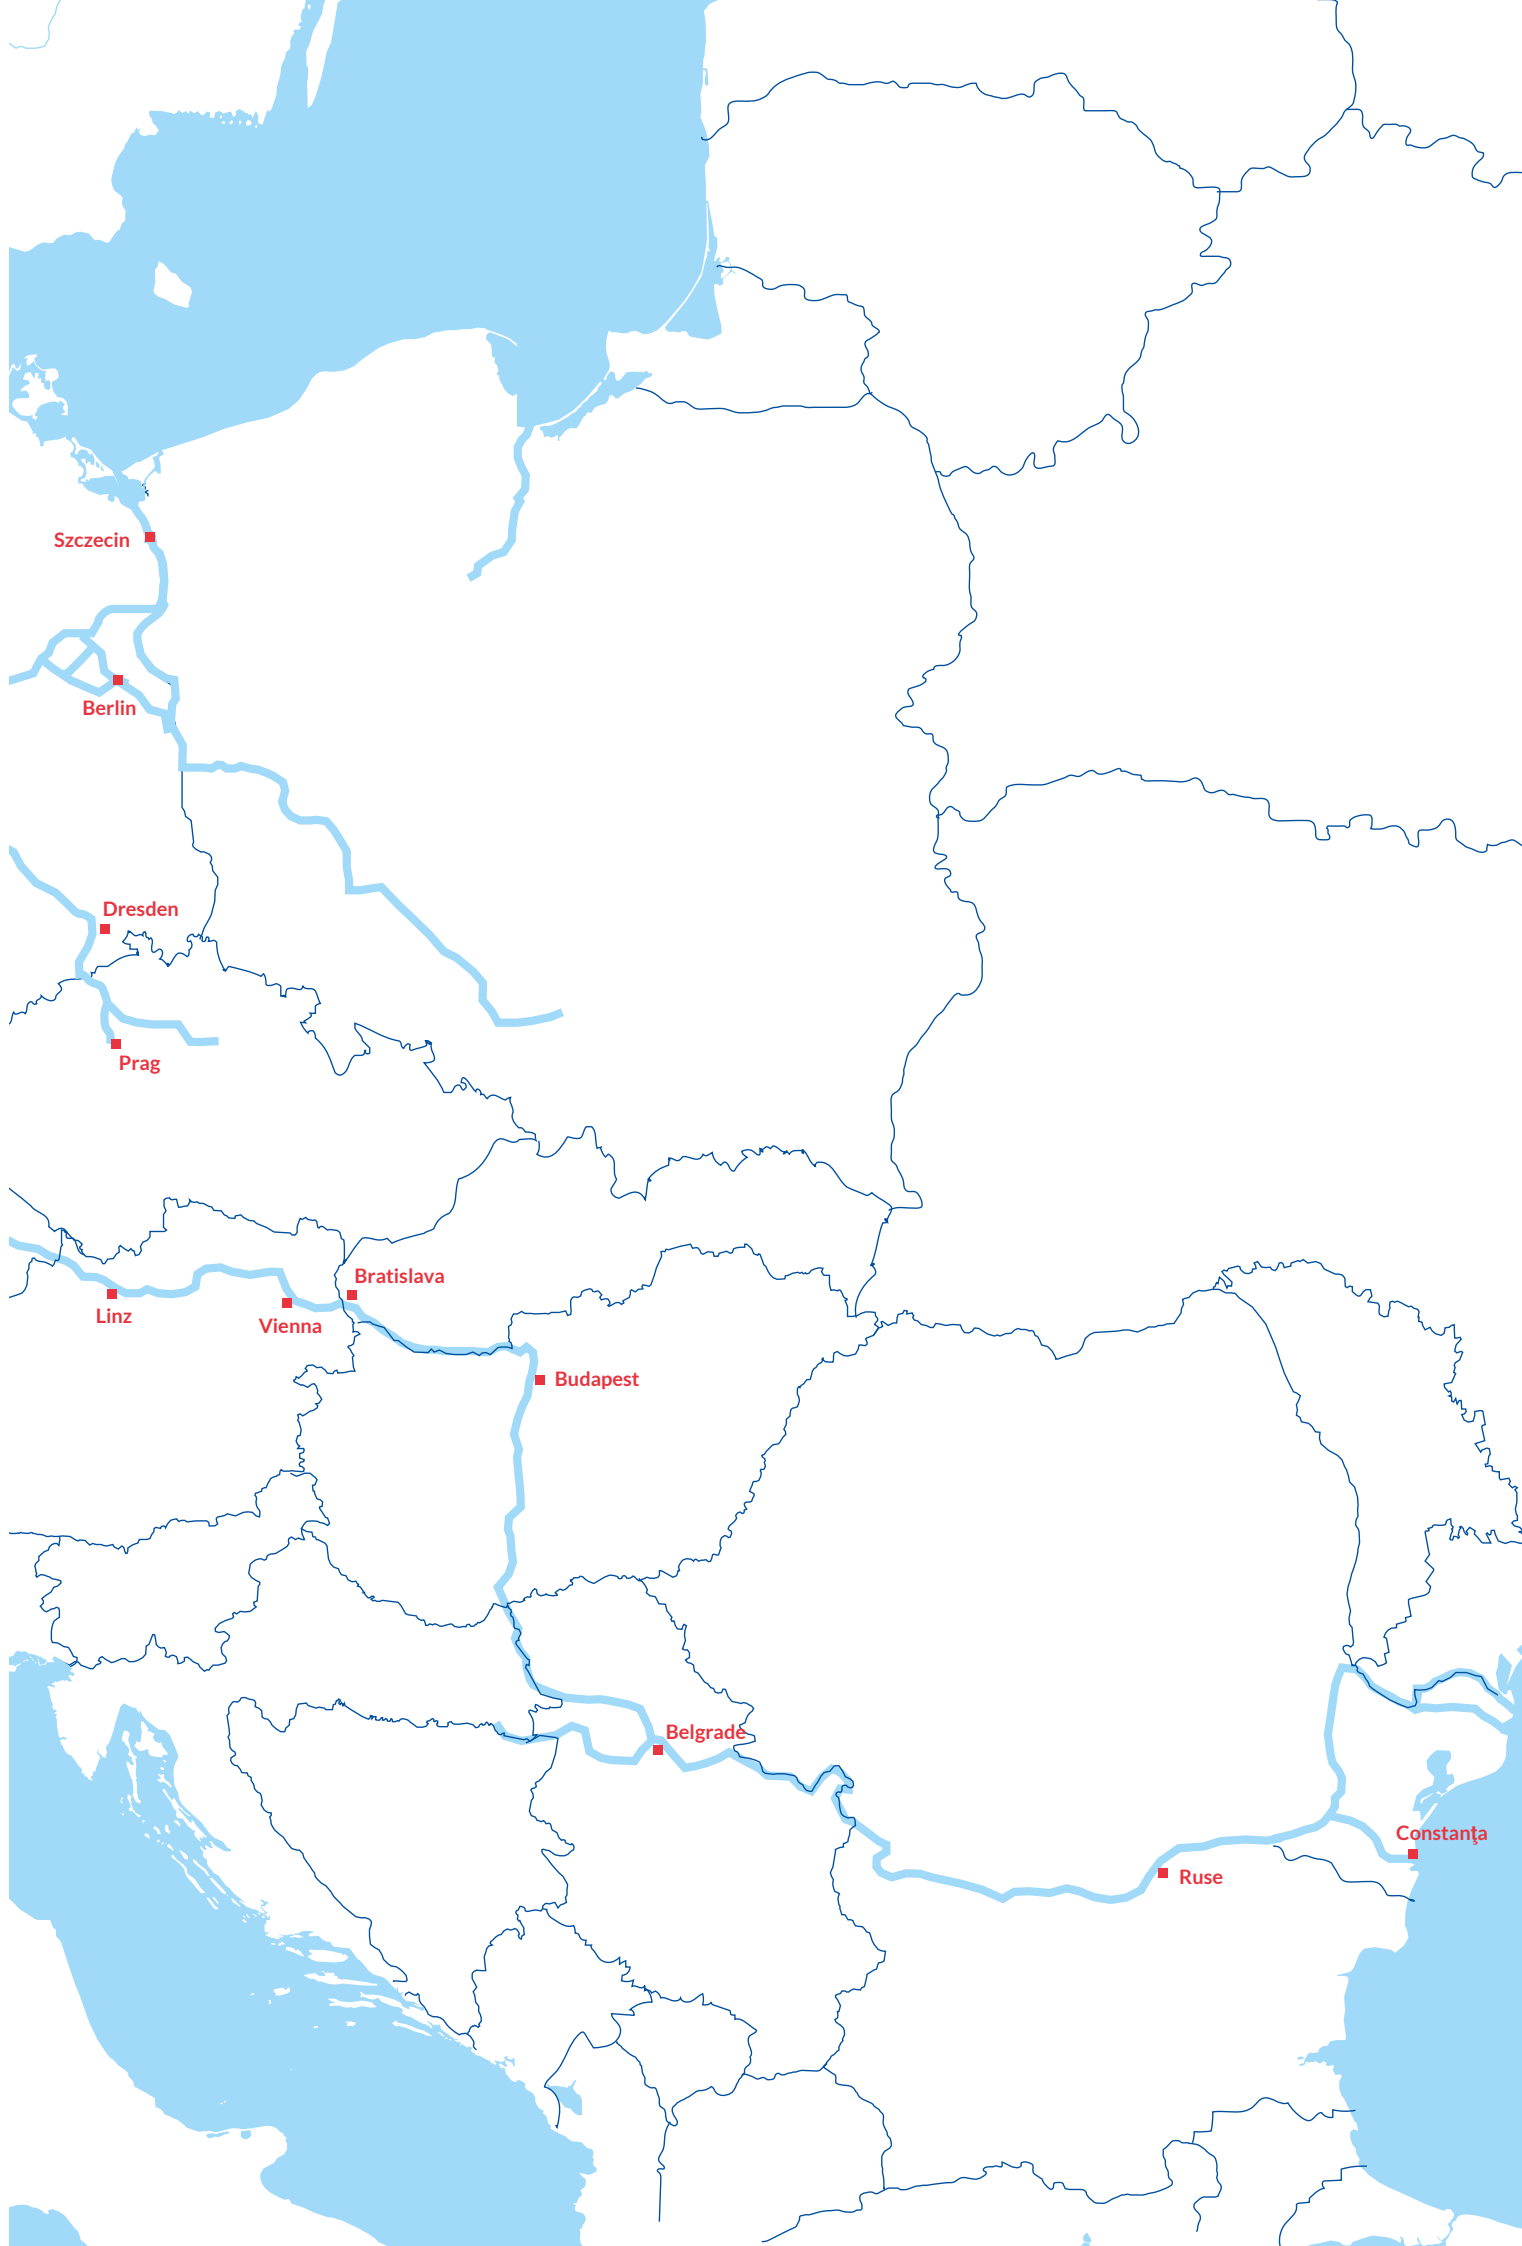 Szczecin
Berlin
Dresden
Prag
Bratislava
Linz
Vienna
Budapest
Belgrade
Constanţa
Ruse